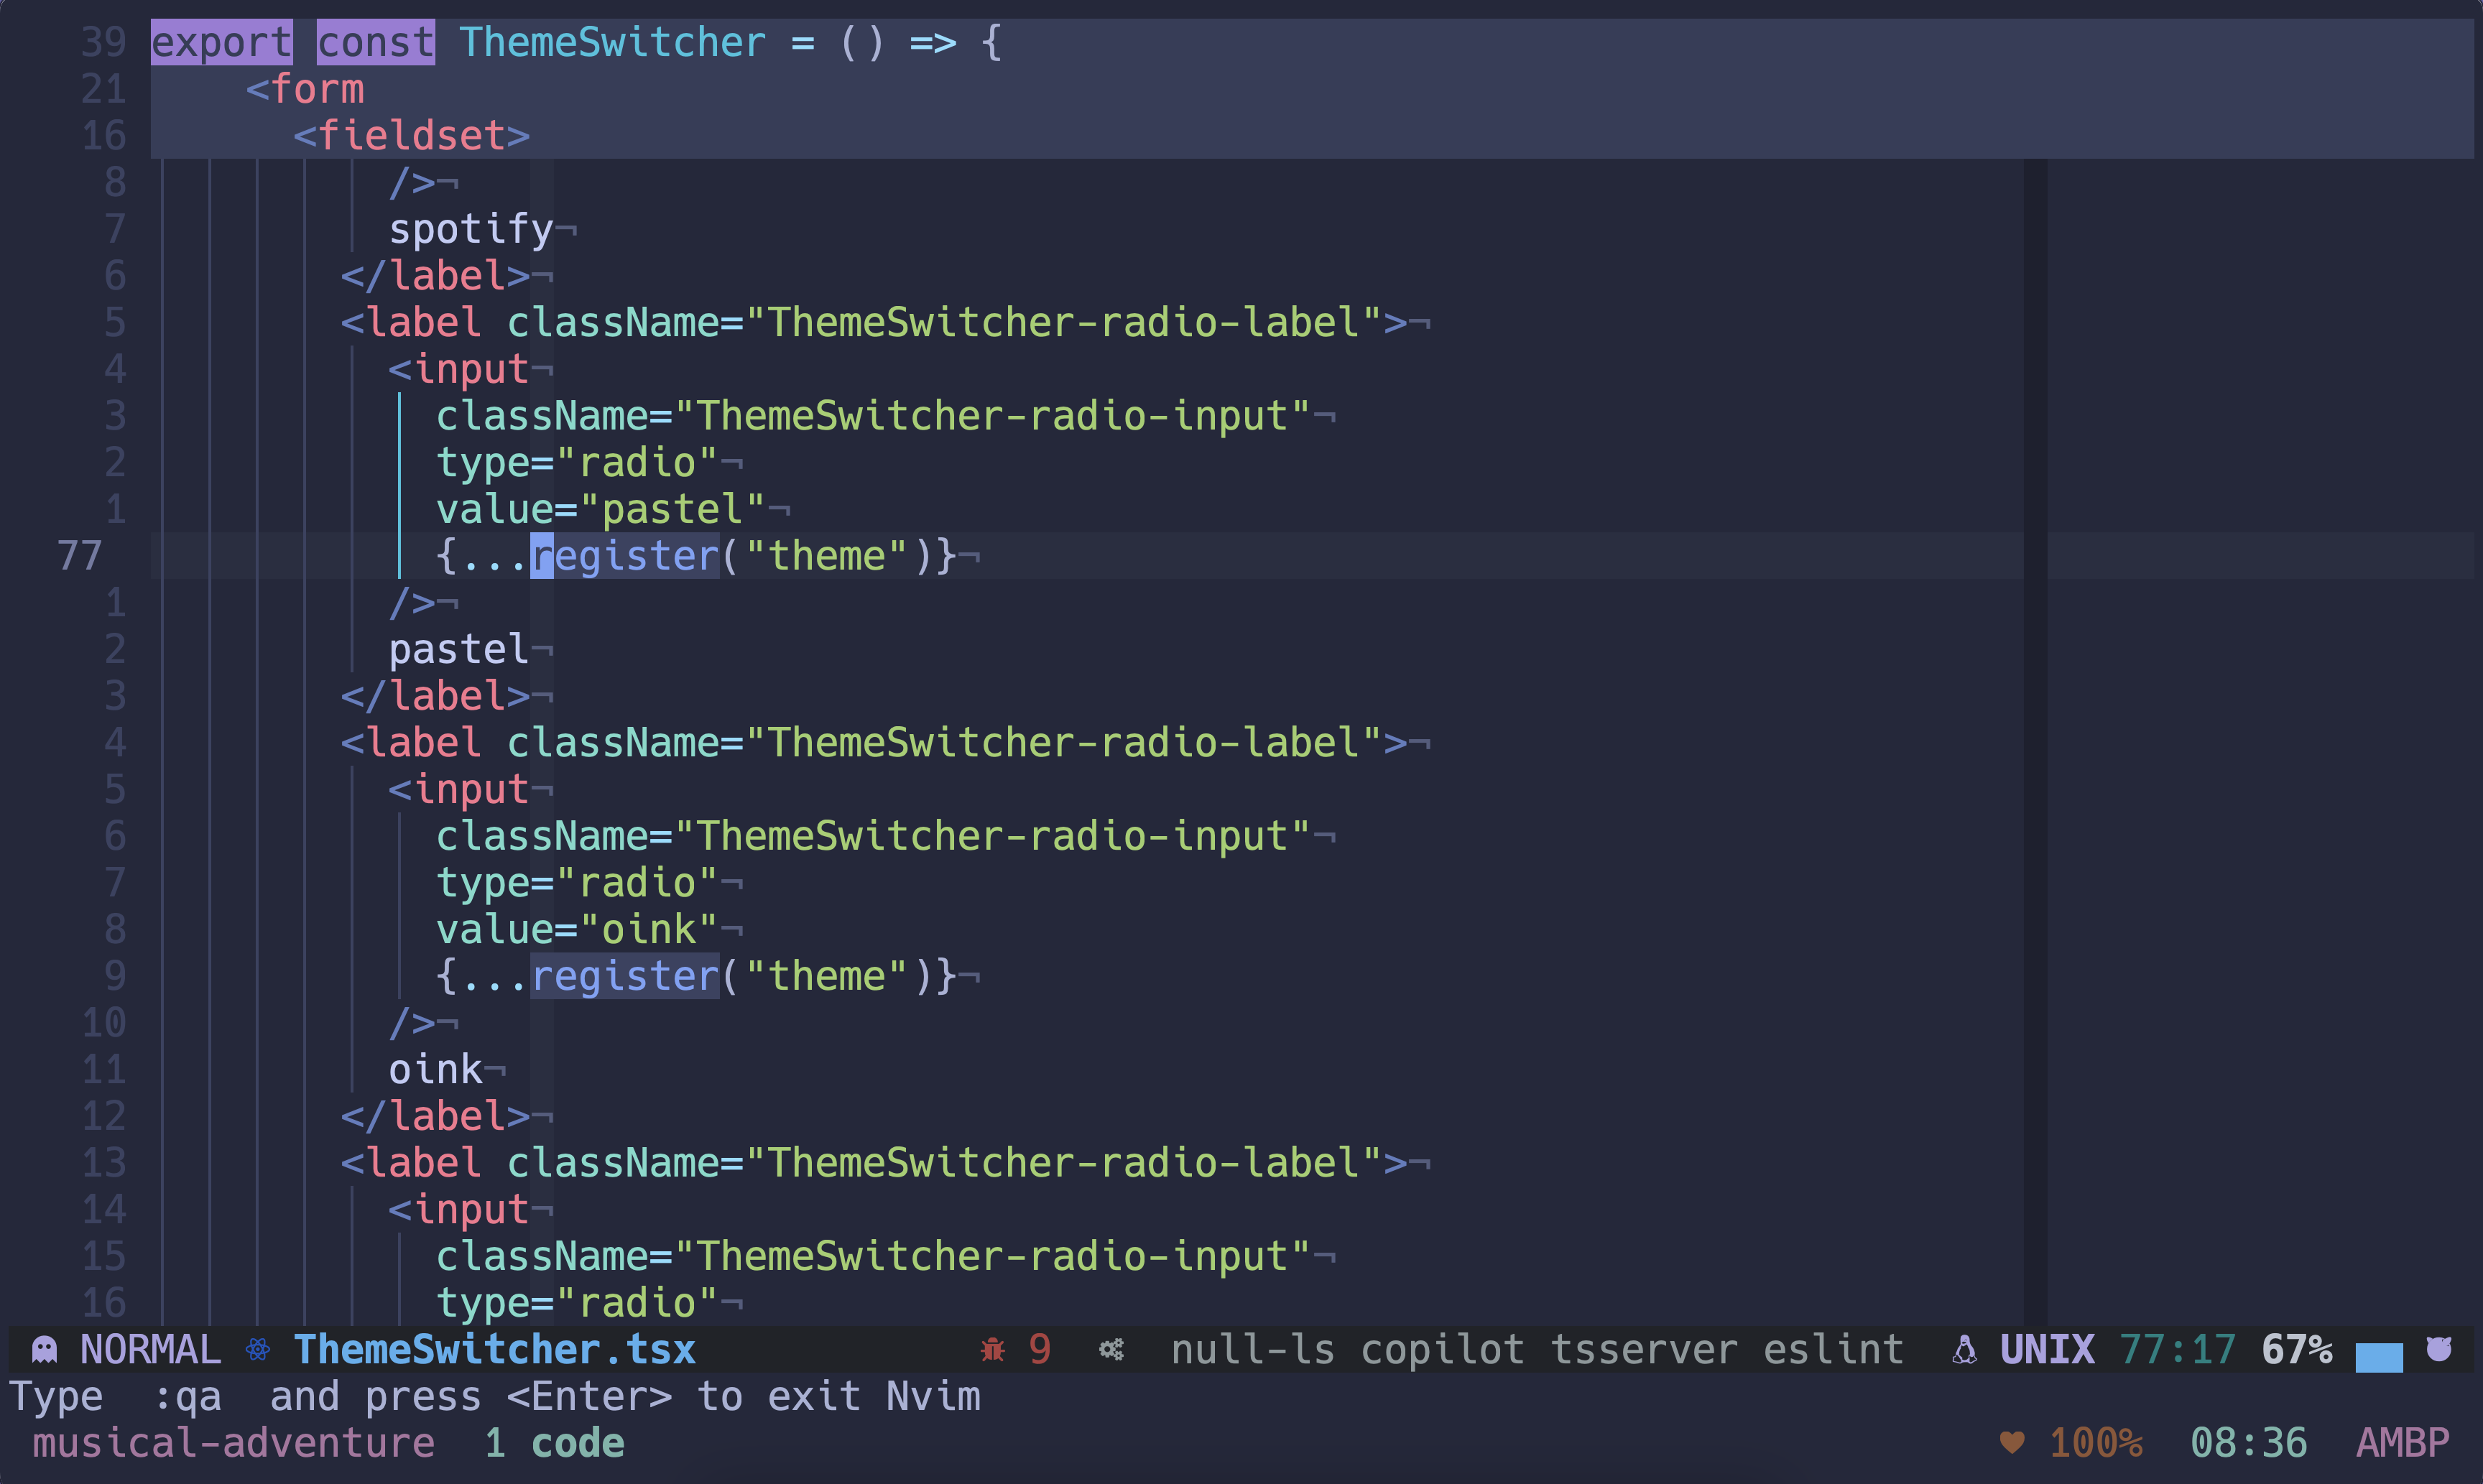 39 export const ThemeSwitcher = () => {
21     <form
16       <fieldset>
8           />¬
7           spotify¬
6         </label>¬
5         <label className="ThemeSwitcher-radio-label">¬
4           <input¬
3             className="ThemeSwitcher-radio-input"¬
2             type="radio"¬
1             value="pastel"¬
77            {...register("theme")}¬
1           />¬
2           pastel¬
3         </label>¬
4         <label className="ThemeSwitcher-radio-label">¬
5           <input¬
6             className="ThemeSwitcher-radio-input"¬
7             type="radio"¬
8             value="oink"¬
9             {...register("theme")}¬
10          />¬
11          oink¬
12        </label>¬
13        <label className="ThemeSwitcher-radio-label">¬
14          <input¬
15            className="ThemeSwitcher-radio-input"¬
16            type="radio"¬
NORMAL ThemeSwitcher.tsx 9 null-ls copilot tsserver eslint UNIX 77:17 67%
Type  :qa  and press <Enter> to exit Nvim
musical-adventure  1 code 100% 08:36 AMBP